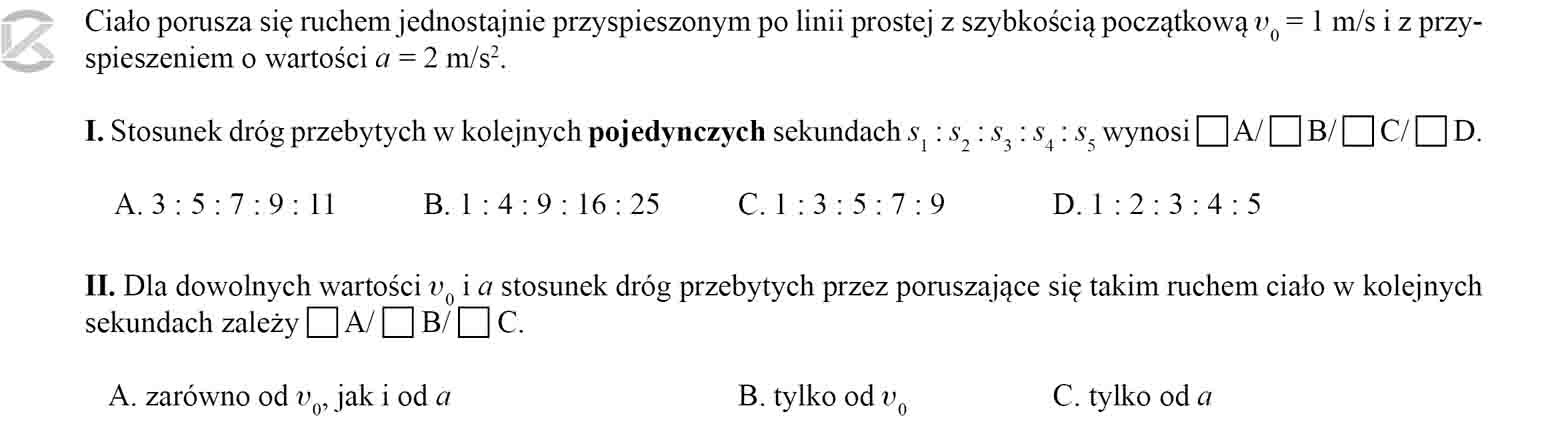 Ciało porusza się ruchem jednostajnie przyspieszonym po linii prostej z szybkością początkową v₀ = 1 m/s i z przy-
spieszeniem o wartości a = 2 m/s².
I. Stosunek dróg przebytych w kolejnych pojedynczych sekundach s₁ : s₂ : s₃ : s₄ : s₅ wynosi □ A/ □ B/ □ C/ □ D.
A. 3 : 5 : 7 : 9 : 11 B. 1 : 4 : 9 : 16 : 25 C. 1 : 3 : 5 : 7 : 9 D. 1 : 2 : 3 : 4 : 5
II. Dla dowolnych wartości v₀ i a stosunek dróg przebytych przez poruszające się takim ruchem ciało w kolejnych
sekundach zależy □ A/ □ B/ □ C.
A. zarówno od v₀, jak i od a B. tylko od v₀ C. tylko od a